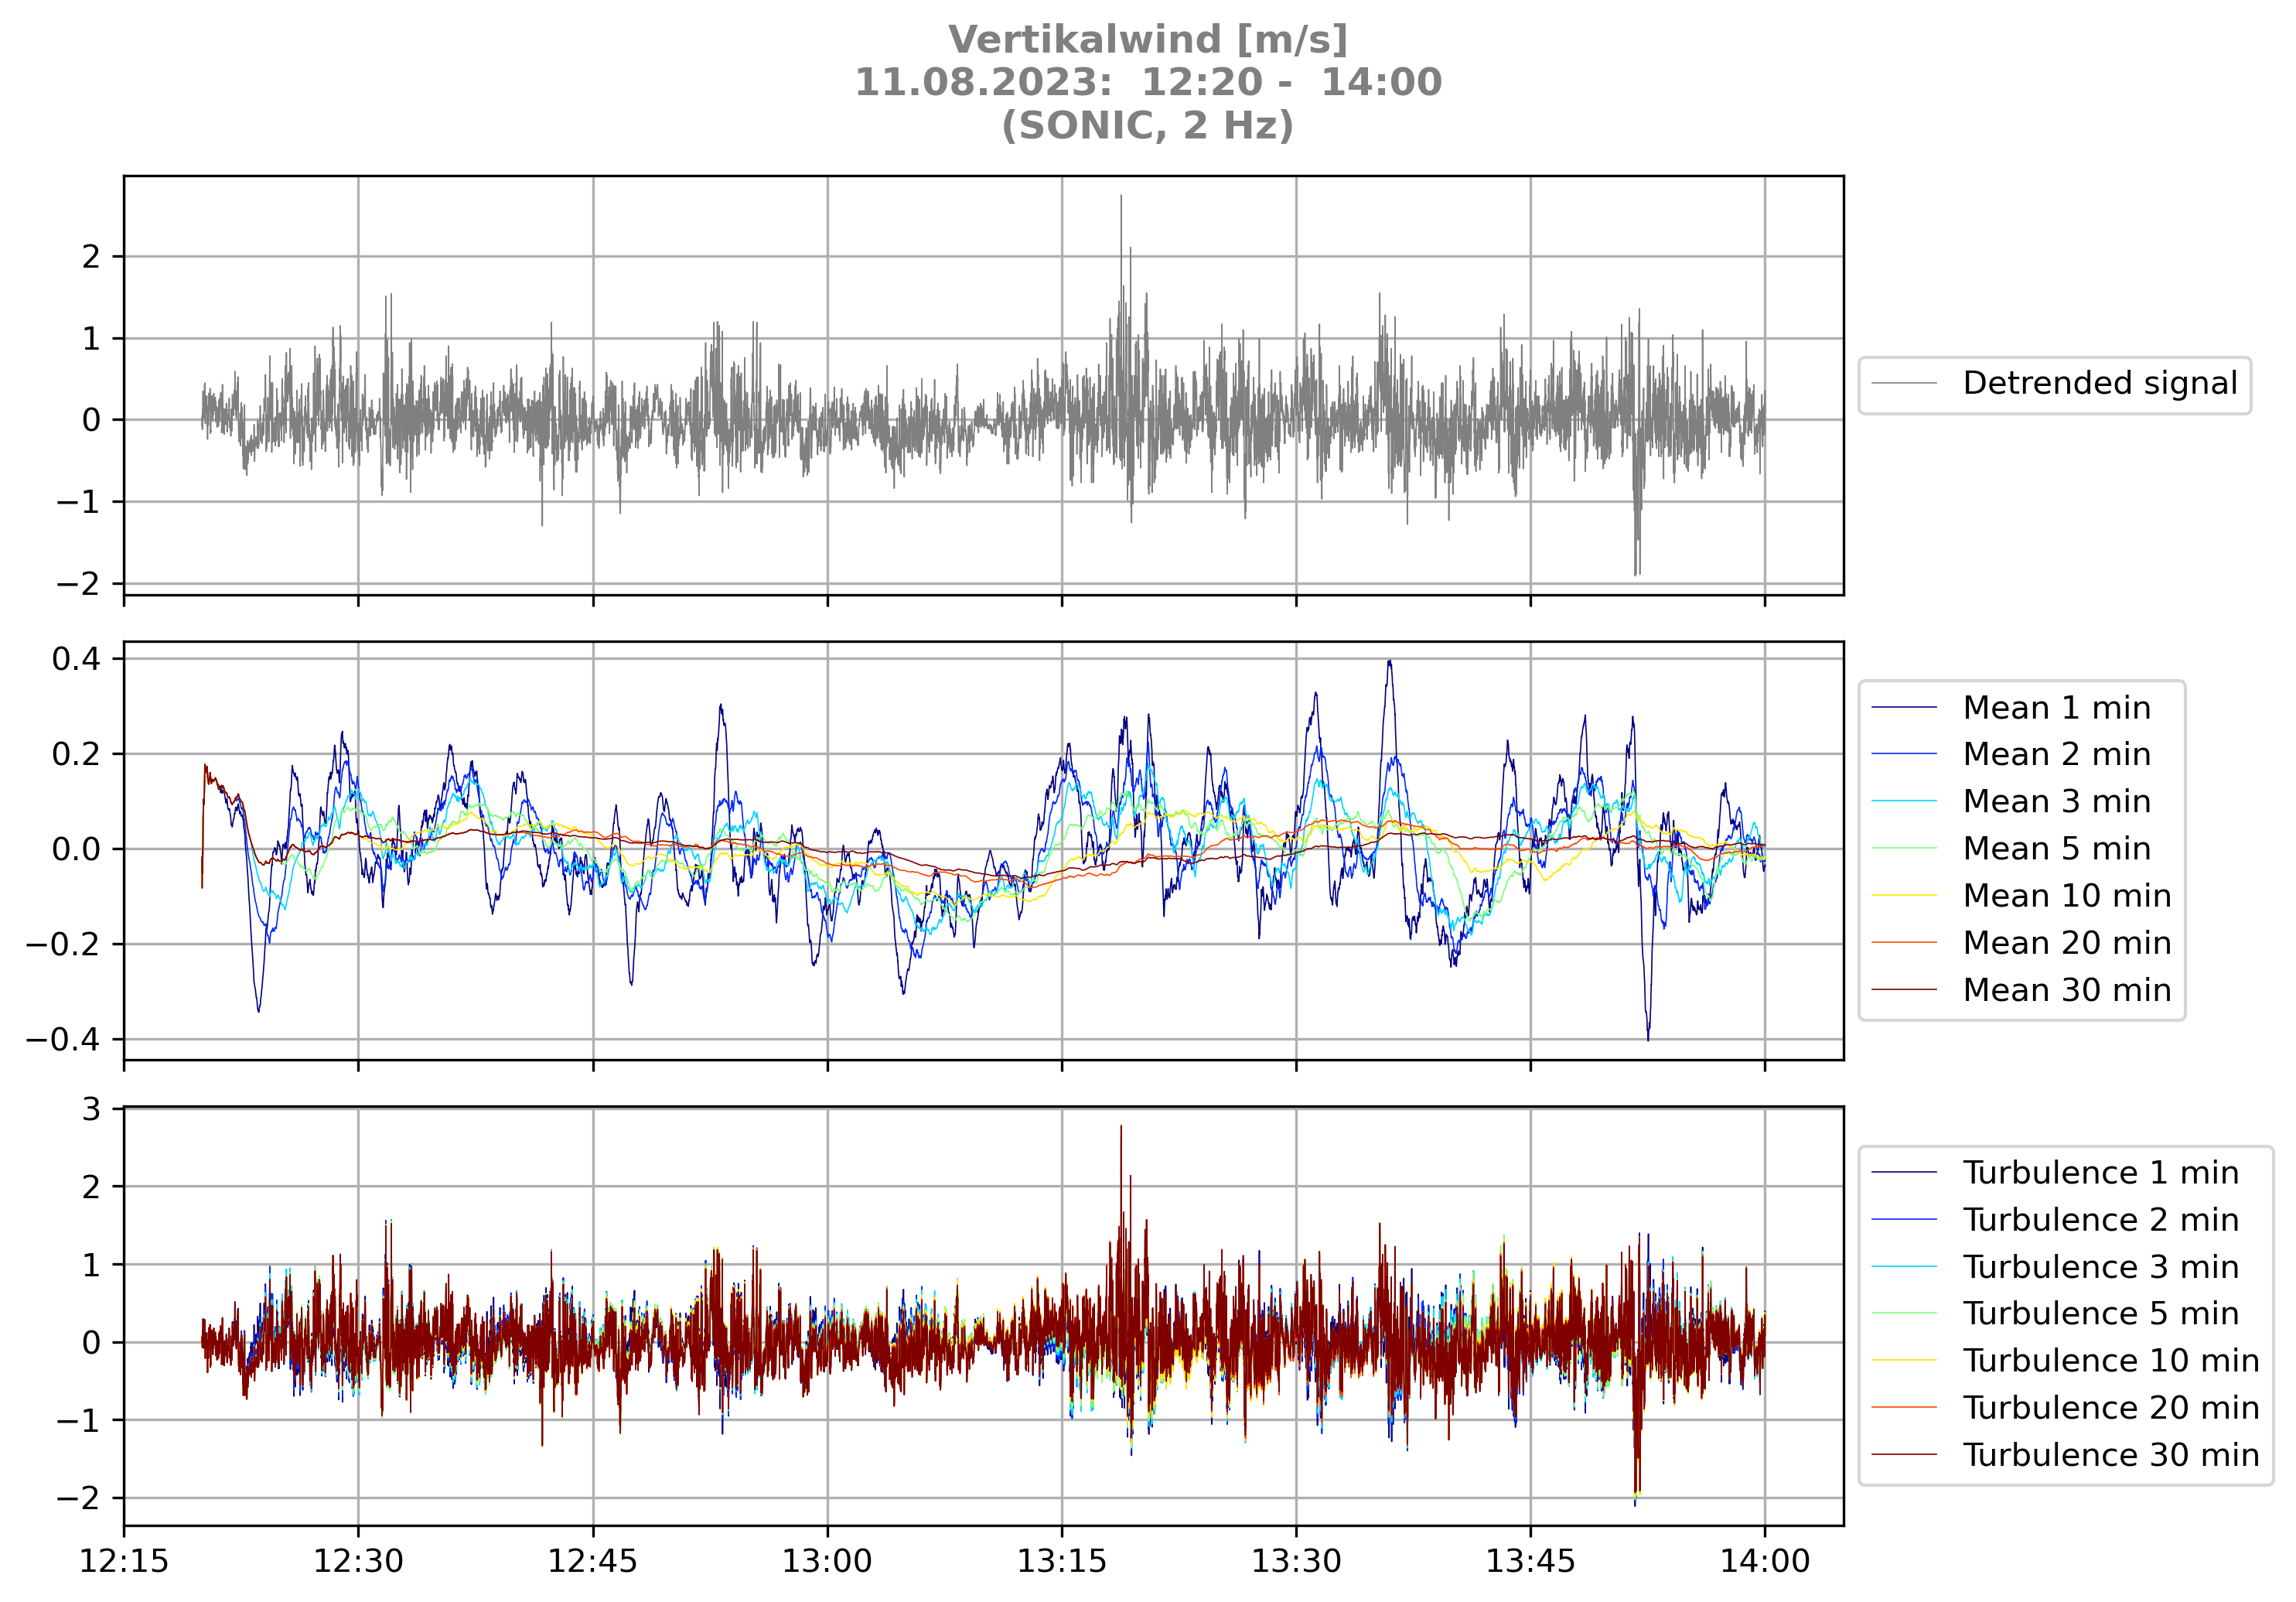 Vertikalwind [m/s]
11.08.2023:  12:20 -  14:00
(SONIC, 2 Hz)
2
1
0
−1
−2
Detrended signal
0.4
0.2
0.0
−0.2
−0.4
Mean 1 min
Mean 2 min
Mean 3 min
Mean 5 min
Mean 10 min
Mean 20 min
Mean 30 min
3
2
1
0
−1
−2
Turbulence 1 min
Turbulence 2 min
Turbulence 3 min
Turbulence 5 min
Turbulence 10 min
Turbulence 20 min
Turbulence 30 min
12:15 12:30 12:45 13:00 13:15 13:30 13:45 14:00